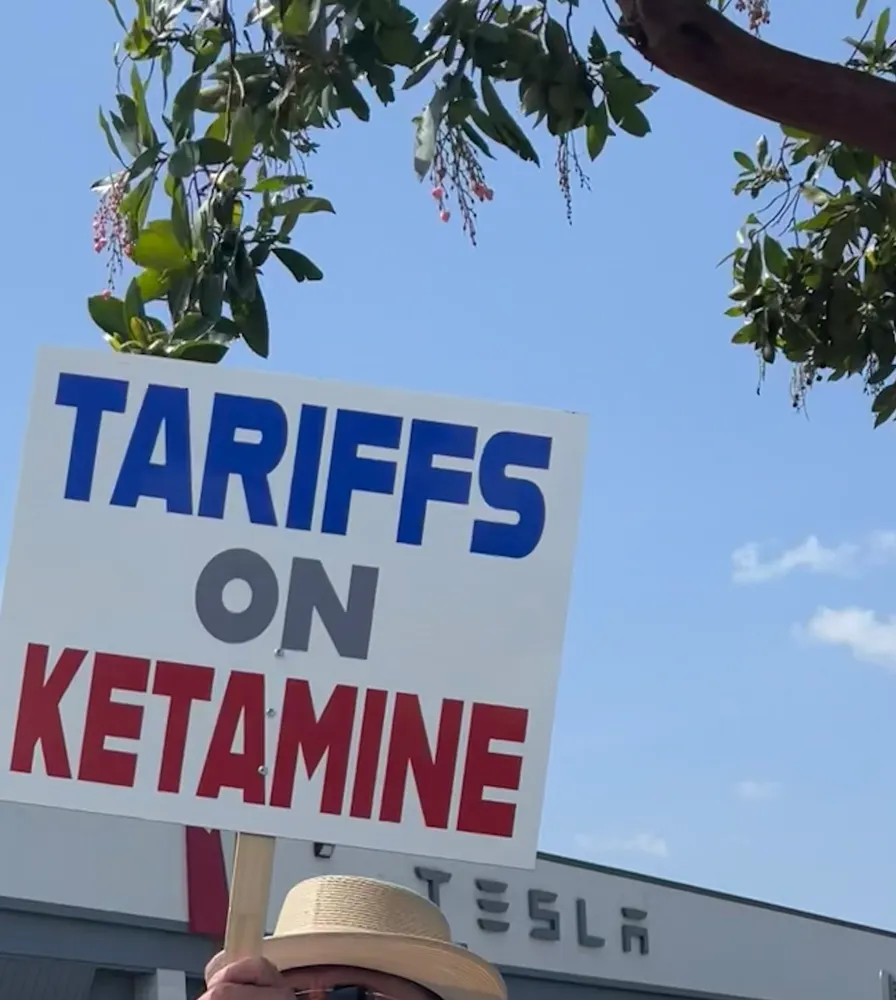 TARIFFS
ON
KETAMINE
TESLA